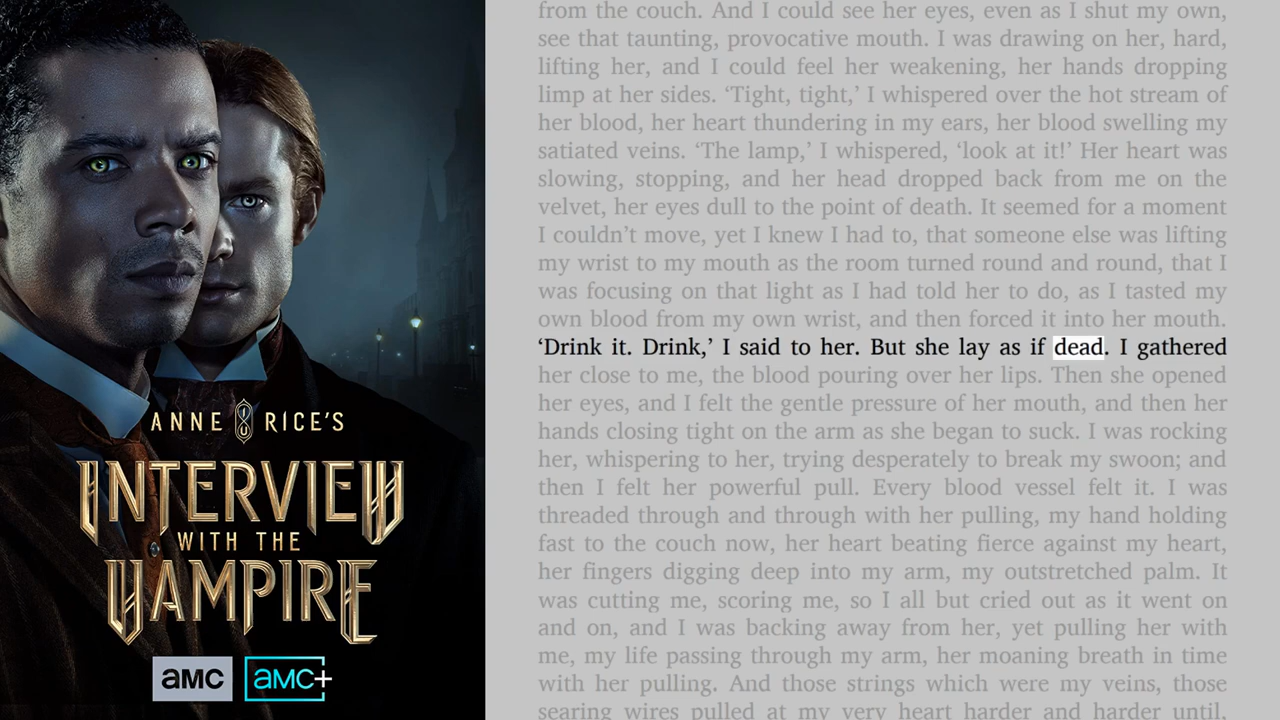 ANNE RICE'S
INTERVIEW
WITH THE
VAMPIRE
amc
amc+
from the couch. And I could see her eyes, even as I shut my own,
see that taunting, provocative mouth. I was drawing on her, hard,
lifting her, and I could feel her weakening, her hands dropping
limp at her sides. ‘Tight, tight,’ I whispered over the hot stream of
her blood, her heart thundering in my ears, her blood swelling my
satiated veins. ‘The lamp,’ I whispered, ‘look at it!’ Her heart was
slowing, stopping, and her head dropped back from me on the
velvet, her eyes dull to the point of death. It seemed for a moment
I couldn’t move, yet I knew I had to, that someone else was lifting
my wrist to my mouth as the room turned round and round, that I
was focusing on that light as I had told her to do, as I tasted my
own blood from my own wrist, and then forced it into her mouth.
‘Drink it. Drink,’ I said to her. But she lay as if dead. I gathered
her close to me, the blood pouring over her lips. Then she opened
her eyes, and I felt the gentle pressure of her mouth, and then her
hands closing tight on the arm as she began to suck. I was rocking
her, whispering to her, trying desperately to break my swoon; and
then I felt her powerful pull. Every blood vessel felt it. I was
threaded through and through with her pulling, my hand holding
fast to the couch now, her heart beating fierce against my heart,
her fingers digging deep into my arm, my outstretched palm. It
was cutting me, scoring me, so I all but cried out as it went on
and on, and I was backing away from her, yet pulling her with
me, my life passing through my arm, her moaning breath in time
with her pulling. And those strings which were my veins, those
searing wires pulled at my very heart harder and harder until,